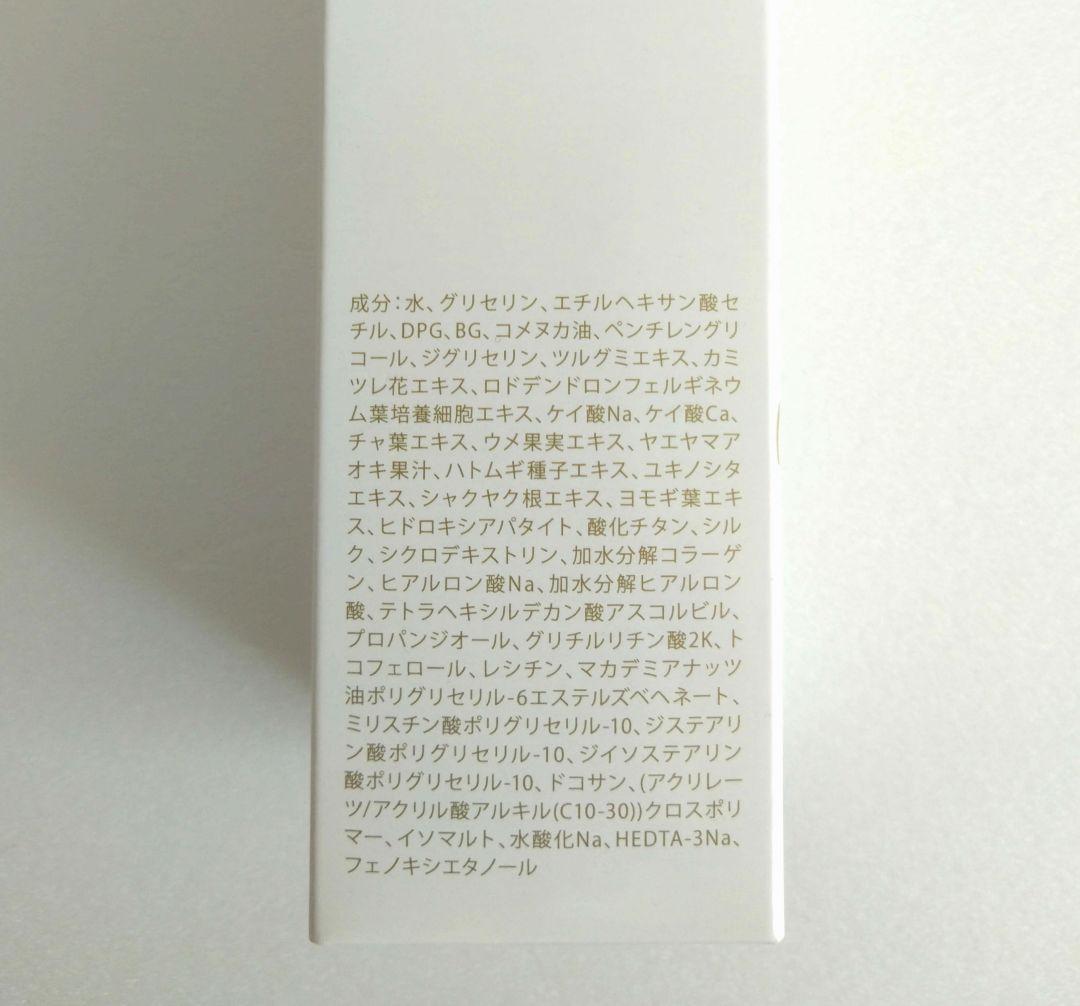 成分：水、グリセリン、エチルヘキサン酸セ
チル、DPG、BG、コメヌカ油、ペンチレングリ
コール、ジグリセリン、ツルグミエキス、カミ
ツレ花エキス、ロドデンドロンフェルギネウ
ム葉培養細胞エキス、ケイ酸Na、ケイ酸Ca、
チャ葉エキス、ウメ果実エキス、ヤエヤマア
オキ果汁、ハトムギ種子エキス、ユキノシタ
エキス、シャクヤク根エキス、ヨモギ葉エキ
ス、ヒドロキシアパタイト、酸化チタン、シル
ク、シクロデキストリン、加水分解コラーゲ
ン、ヒアルロン酸Na、加水分解ヒアルロン
酸、テトラヘキシルデカン酸アスコルビル、
プロパンジオール、グリチルリチン酸2K、ト
コフェロール、レシチン、マカデミアナッツ
油ポリグリセリル-6エステルズベヘネート、
ミリスチン酸ポリグリセリル-10、ジステアリ
ン酸ポリグリセリル-10、ジイソステアリン
酸ポリグリセリル-10、ドコサン、(アクリレー
ツ/アクリル酸アルキル(C10-30))クロスポリ
マー、イソマルト、水酸化Na、HEDTA-3Na、
フェノキシエタノール